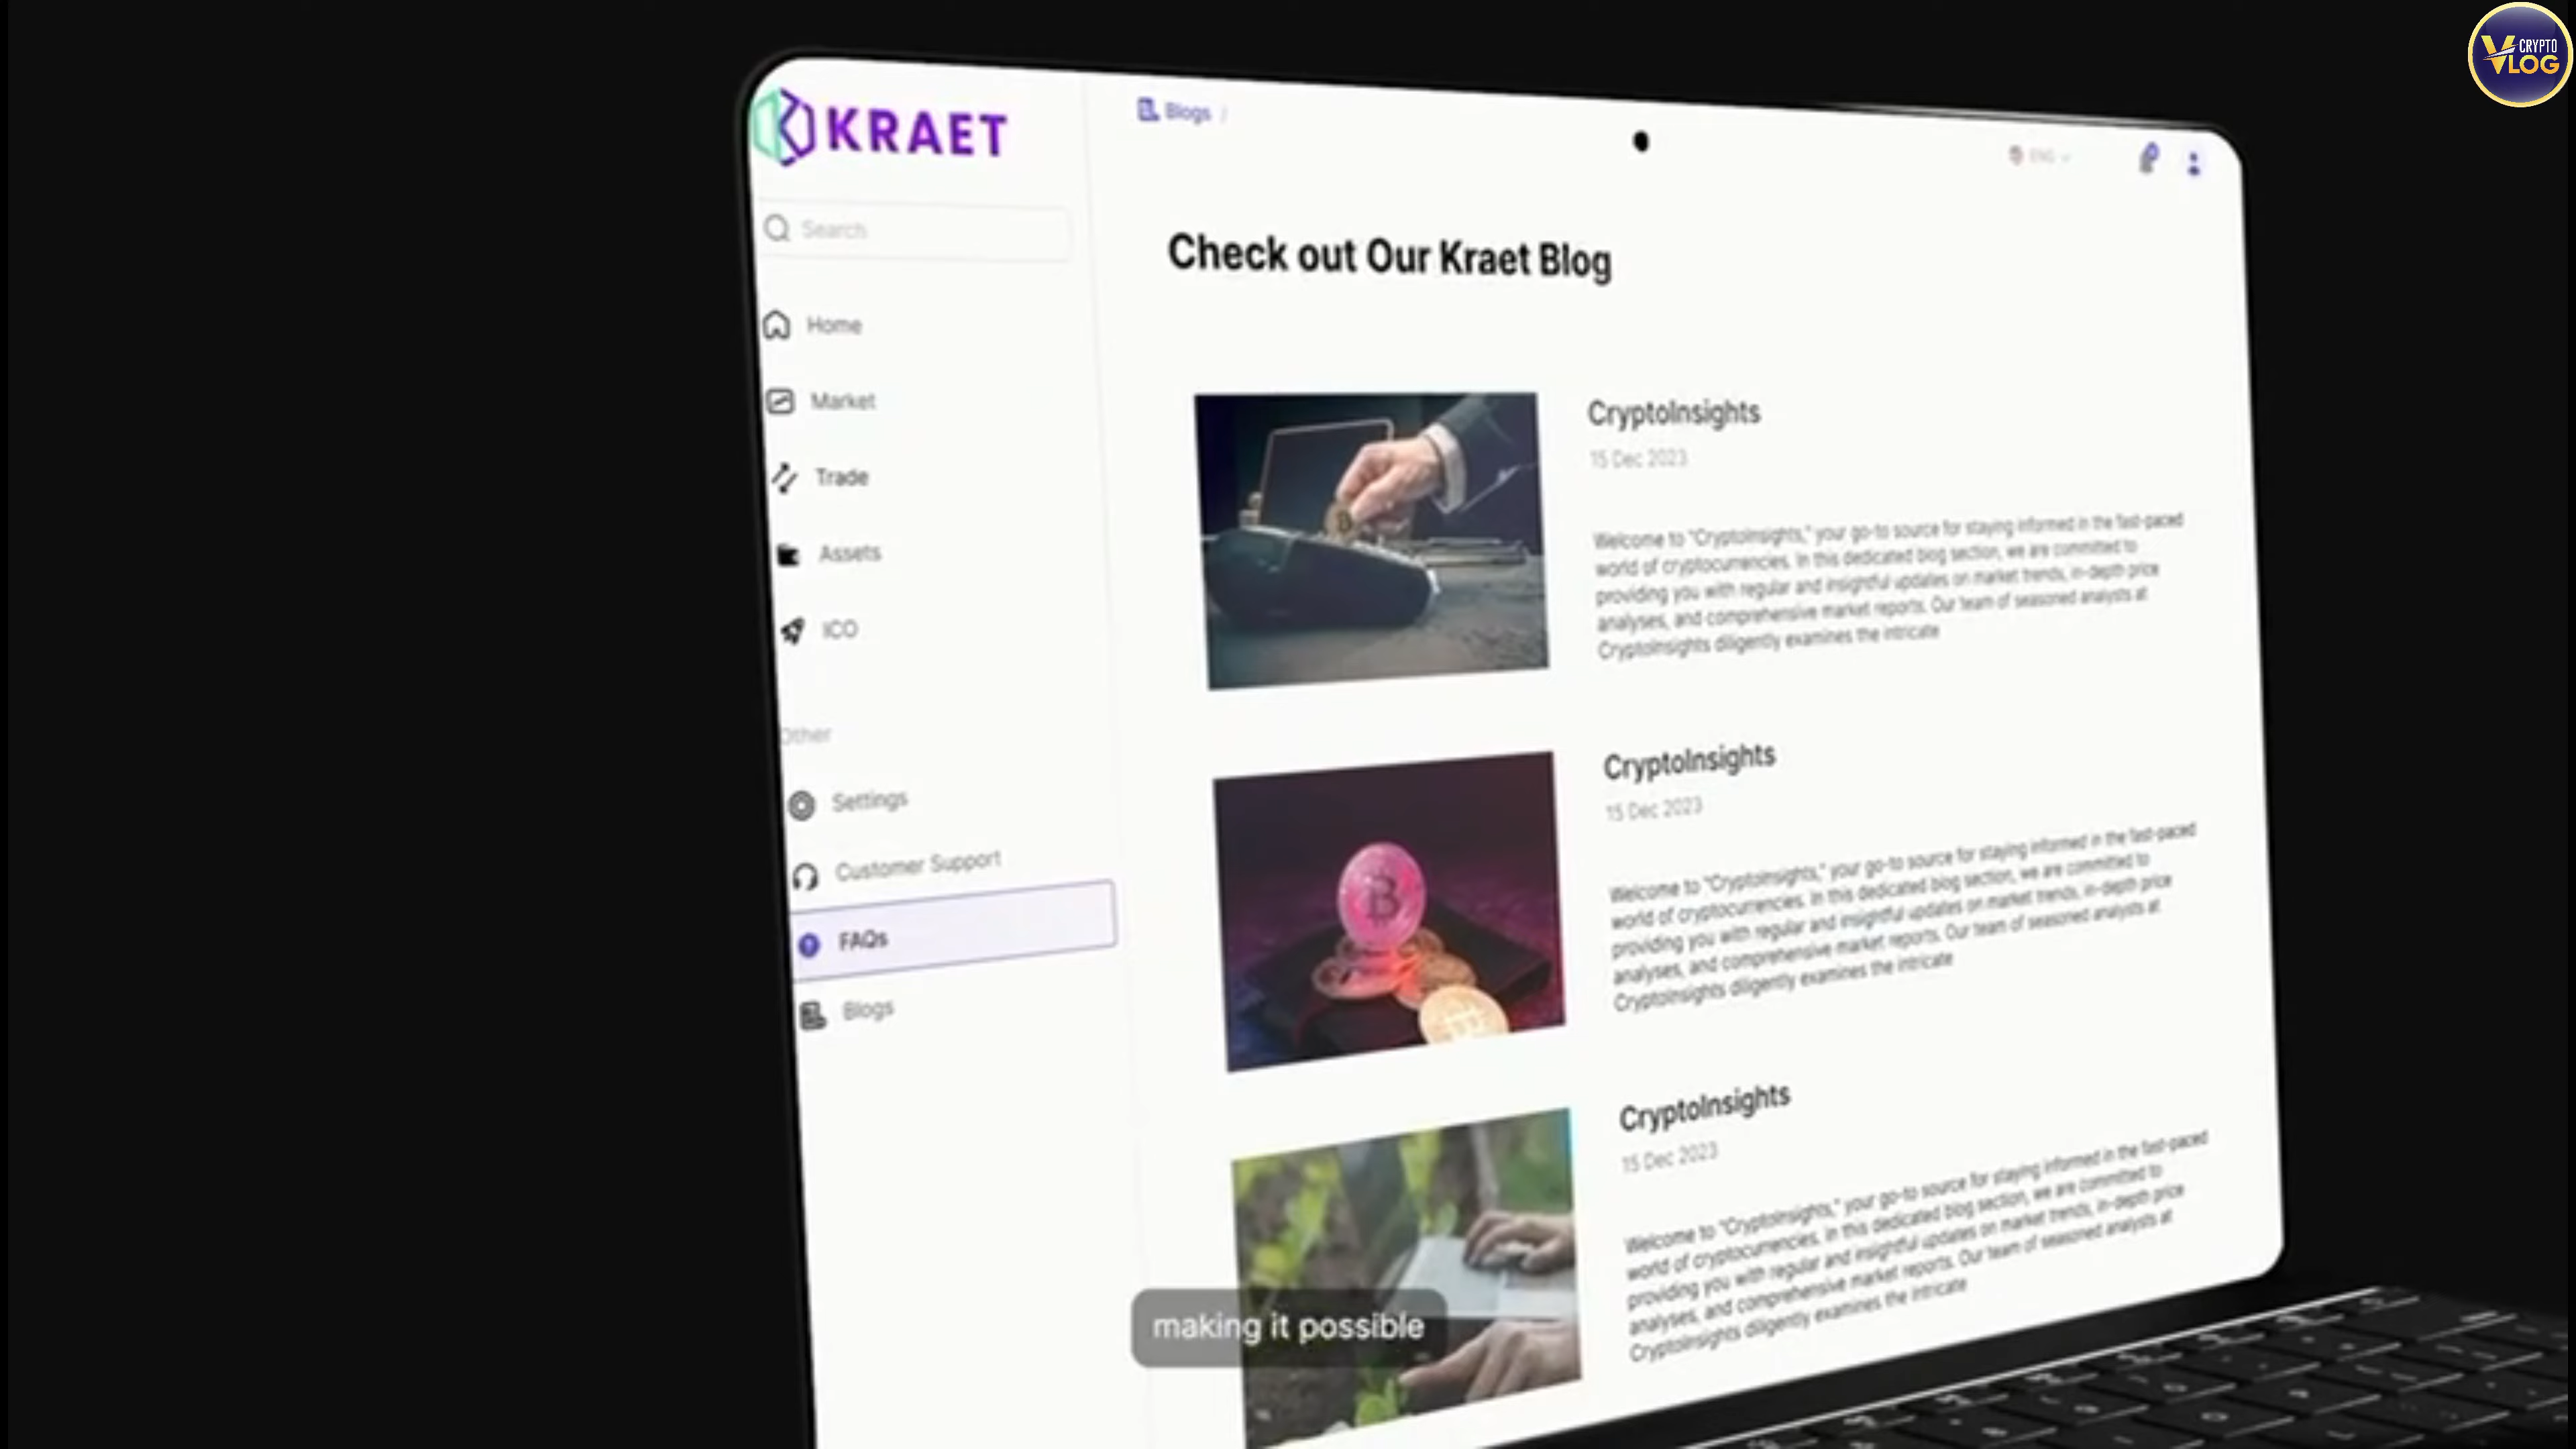 CRYPTO
VLOG
KRAET
Search
Home
Market
Trade
Assets
ICO
Other
Settings
Customer Support
FAQs
Blogs
Blogs /
ENG
Check out Our Kraet Blog
CryptoInsights
15 Dec 2023
Welcome to "CryptoInsights," your go-to source for staying informed in the fast-paced
world of cryptocurrencies. In this dedicated blog section, we are committed to
providing you with regular and insightful updates on market trends, in-depth price
analyses, and comprehensive market reports. Our team of seasoned analysts at
CryptoInsights diligently examines the intricate
CryptoInsights
15 Dec 2023
Welcome to "CryptoInsights," your go-to source for staying informed in the fast-paced
world of cryptocurrencies. In this dedicated blog section, we are committed to
providing you with regular and insightful updates on market trends, in-depth price
analyses, and comprehensive market reports. Our team of seasoned analysts at
CryptoInsights diligently examines the intricate
CryptoInsights
15 Dec 2023
Welcome to "CryptoInsights," your go-to source for staying informed in the fast-paced
world of cryptocurrencies. In this dedicated blog section, we are committed to
providing you with regular and insightful updates on market trends, in-depth price
analyses, and comprehensive market reports. Our team of seasoned analysts at
CryptoInsights diligently examines the intricate
making it possible